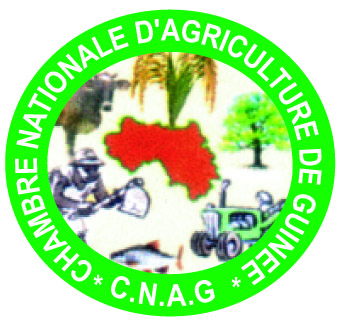 CHAMBRE NATIONALE D'AGRICULTURE DE GUINEE
* C.N.A.G *